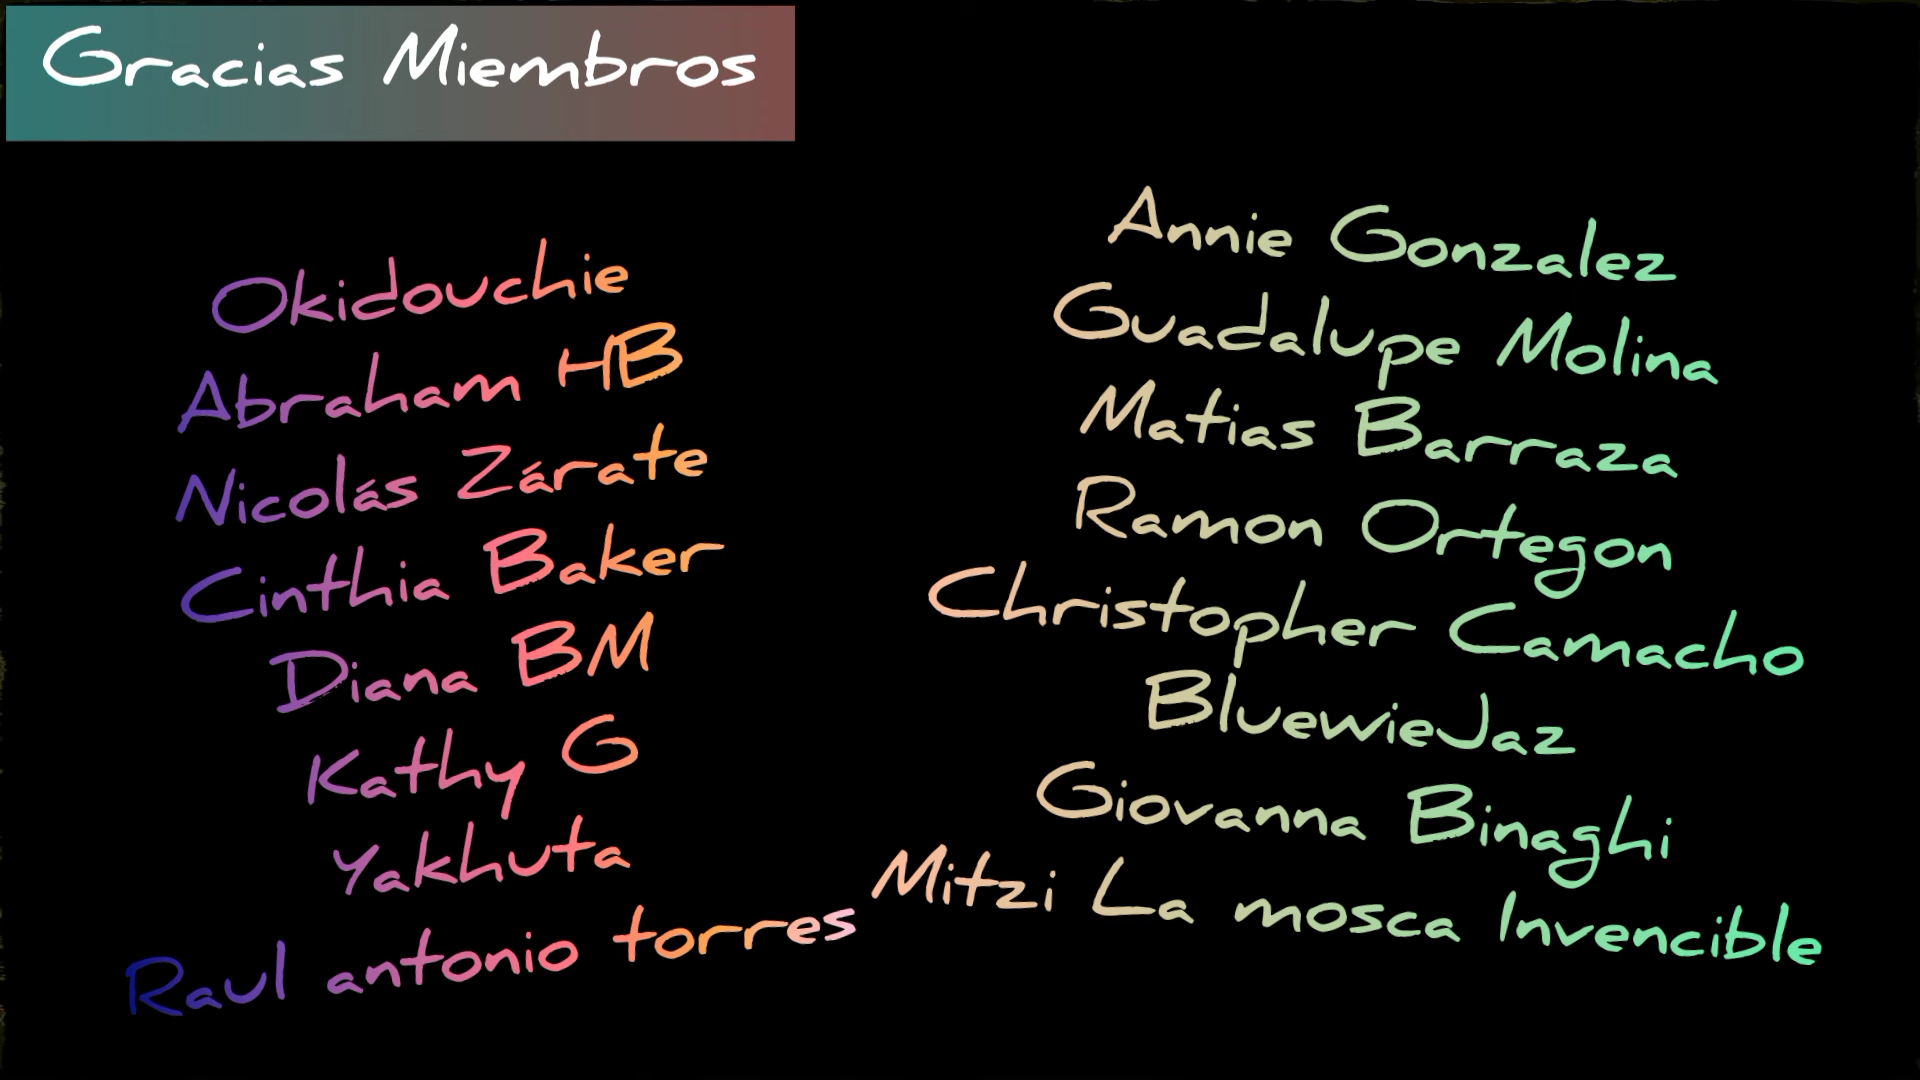 Gracias Miembros
Okidouchie
Abraham HB
Nicolás Zárate
Cinthia Baker
Diana BM
Kathy G
Yakhuta
Raul antonio torres
Annie Gonzalez
Guadalupe Molina
Matias Barraza
Ramon Ortegon
Christopher Camacho
BluewieJaz
Giovanna Binaghi
Mitzi La mosca Invencible